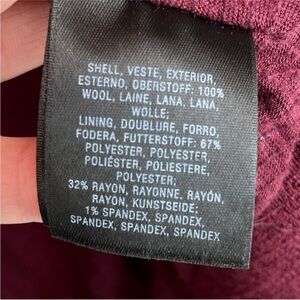 SHELL, VESTE, EXTERIOR,
ESTERNO, OBERSTOFF: 100%
WOOL, LAINE, LANA, LANA,
WOLLE;
LINING, DOUBLURE, FORRO,
FODERA, FUTTERSTOFF: 67%
POLYESTER, POLYESTER,
POLIÉSTER, POLIESTERE,
POLYESTER,
32% RAYON, RAYONNE, RAYÓN,
RAYON, KUNSTSEIDE,
1% SPANDEX, SPANDEX,
SPANDEX, SPANDEX, SPANDEX